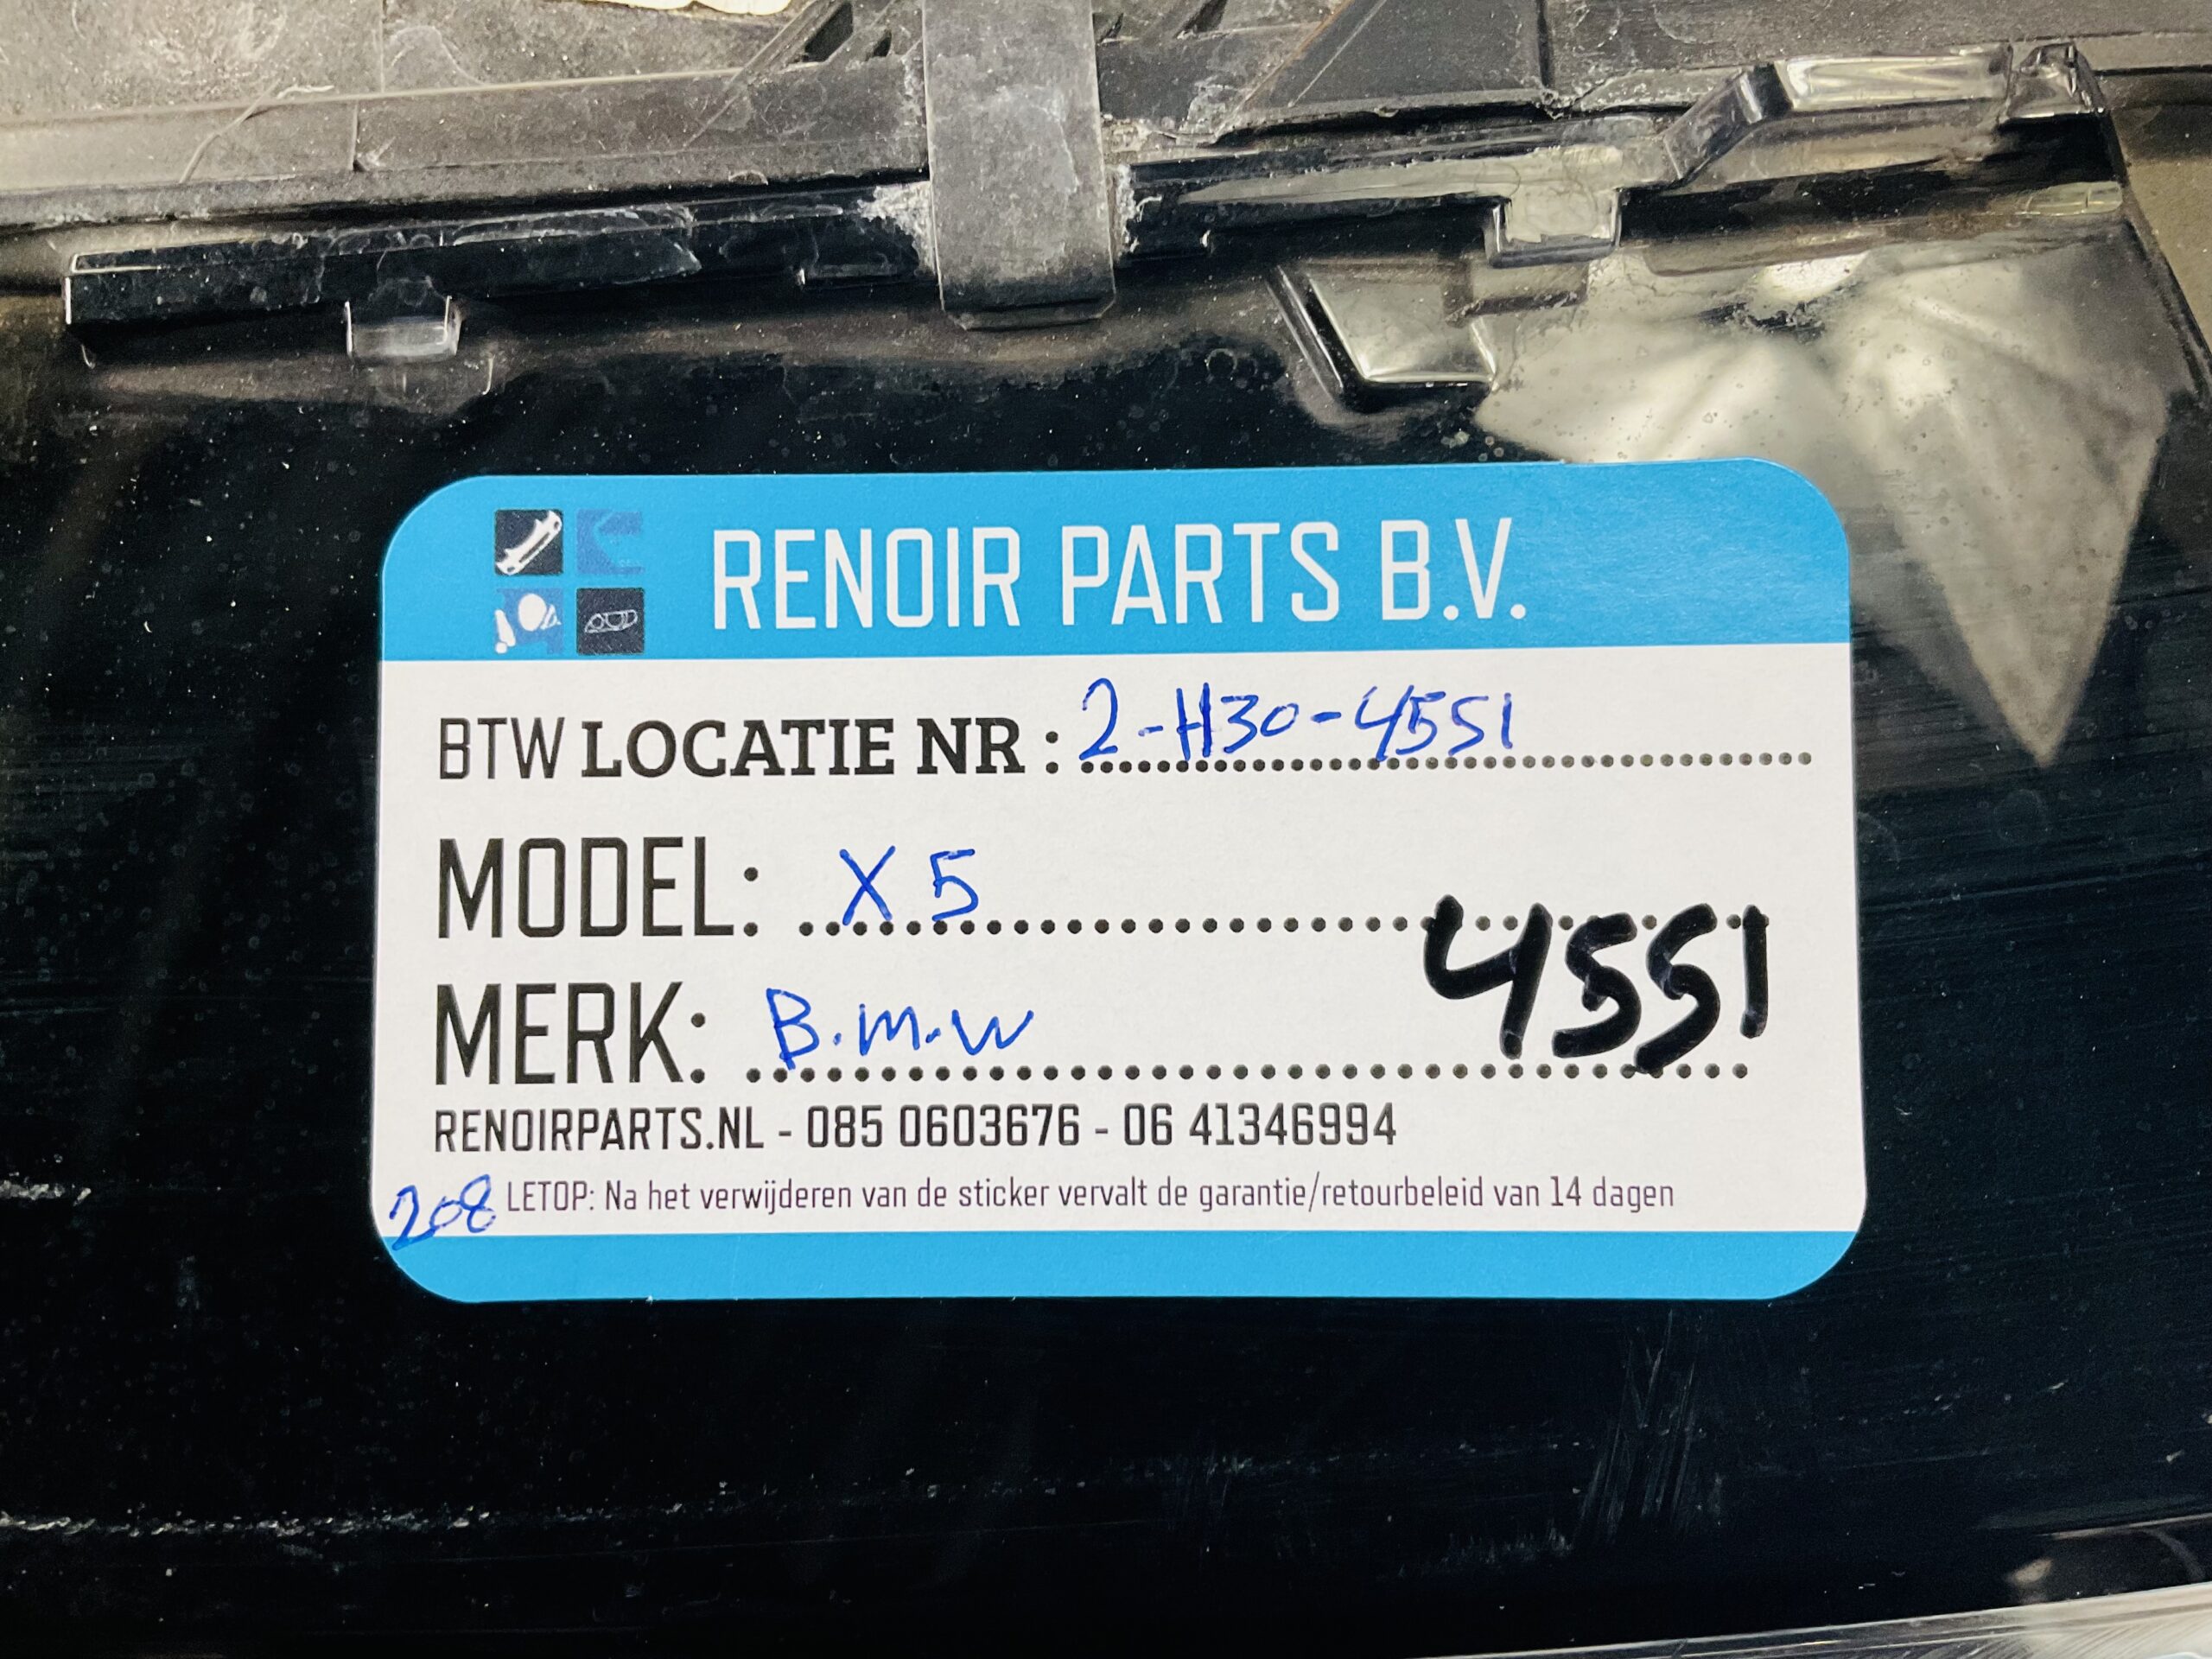 RENOIR PARTS B.V.
BTW LOCATIE NR : 2-H30-4551
MODEL: X5
4551
MERK: B.M.W
RENOIRPARTS.NL - 085 0603676 - 06 41346994
208 LETOP: Na het verwijderen van de sticker vervalt de garantie/retourbeleid van 14 dagen